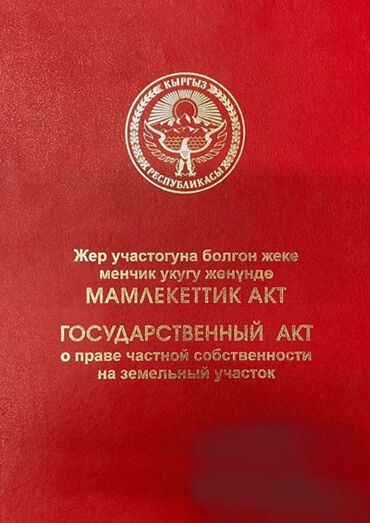 КЫРГЫЗ
РЕСПУБЛИКАСЫ
Жер участогуна болгон жеке
менчик укугу жөнүндө
МАМЛЕКЕТТИК АКТ
ГОСУДАРСТВЕННЫЙ АКТ
о праве частной собственности
на земельный участок